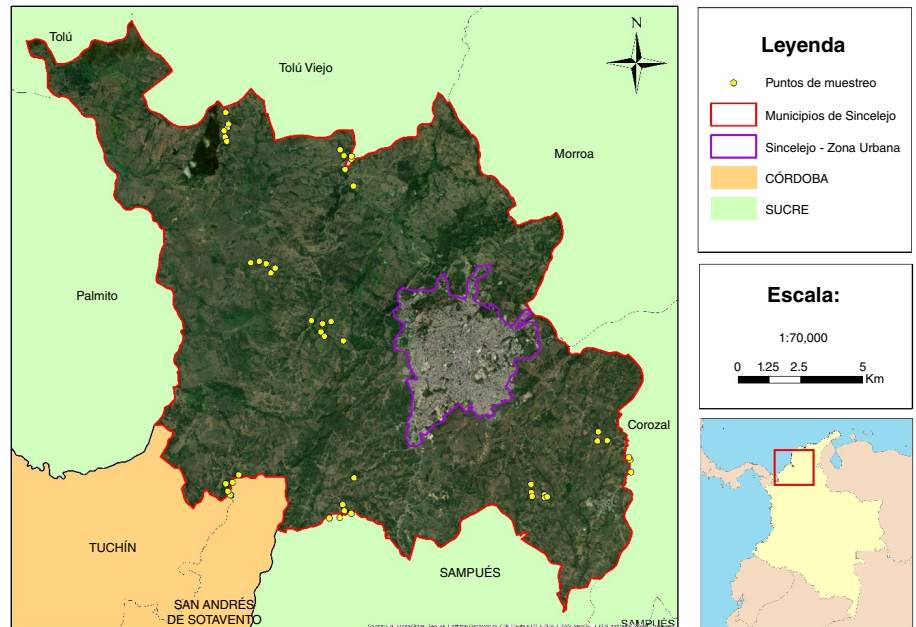 Tolú
Tolú Viejo
N
Morroa
Palmito
Corozal
TUCHÍN
SAMPUÉS
SAN ANDRÉS
DE SOTAVENTO
SAMPUÉS
Leyenda
Puntos de muestreo
Municipios de Sincelejo
Sincelejo - Zona Urbana
CÓRDOBA
SUCRE
Escala:
1:70,000
0 1.25 2.5 5
Km